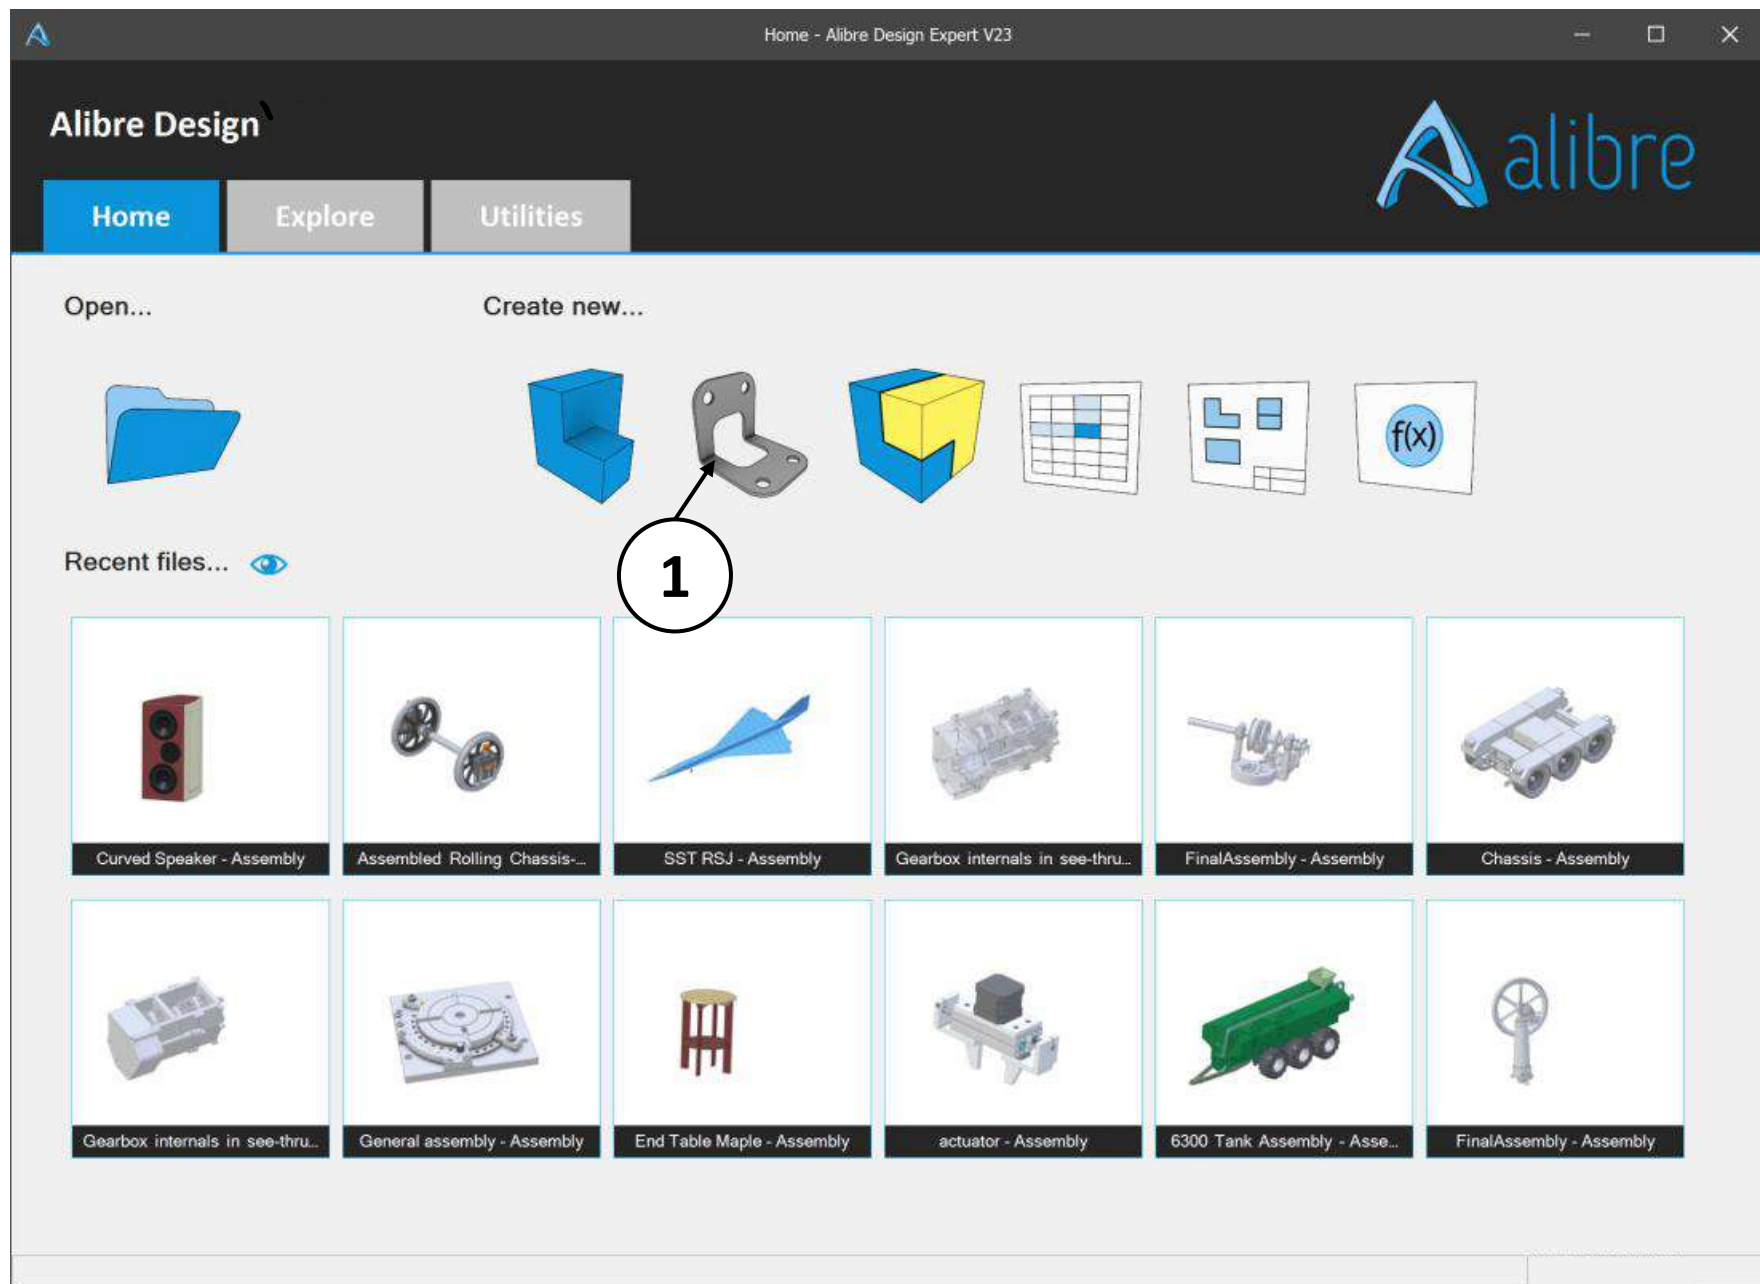 Home - Alibre Design Expert V23
Alibre Design
alibre
Home Explore Utilities
Open...
Create new...
f(x)
1
Recent files...
Curved Speaker - Assembly
Assembled Rolling Chassis-...
SST RSJ - Assembly
Gearbox internals in see-thru...
FinalAssembly - Assembly
Chassis - Assembly
Gearbox internals in see-thru...
General assembly - Assembly
End Table Maple - Assembly
actuator - Assembly
6300 Tank Assembly - Asse...
FinalAssembly - Assembly